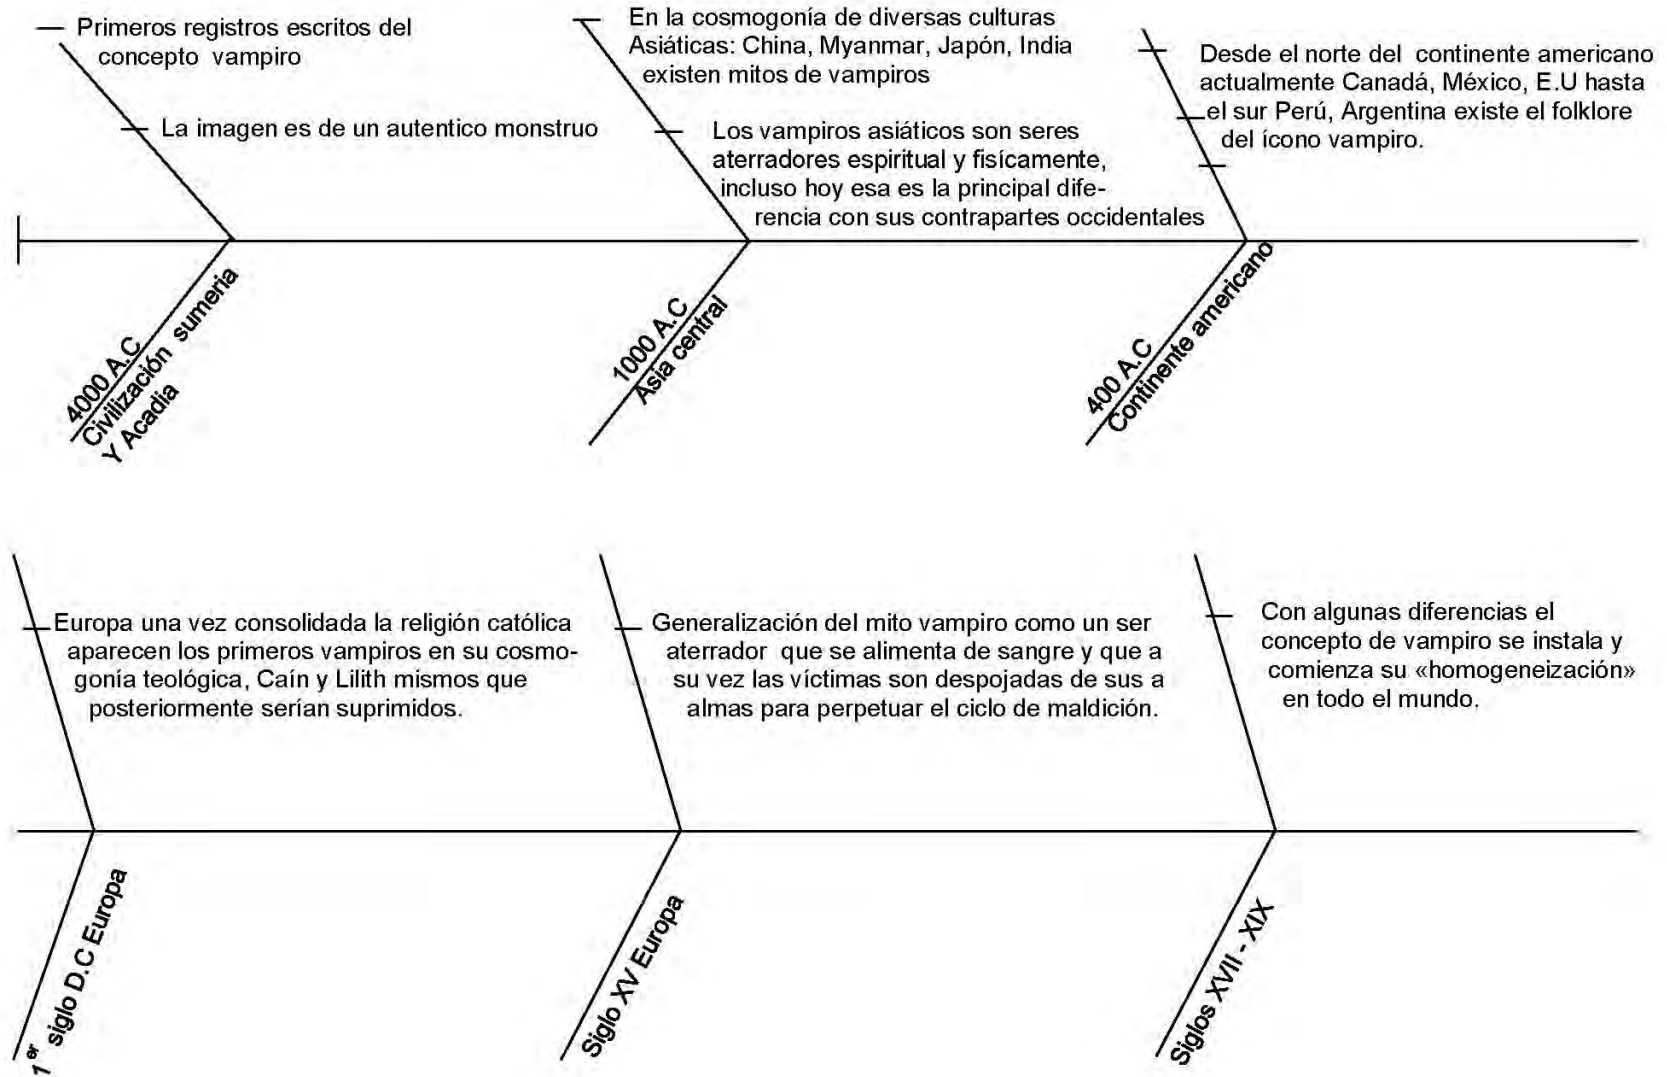 Primeros registros escritos del
concepto vampiro
La imagen es de un autentico monstruo
4000 A.C
Civilización sumeria
Y Acadia
En la cosmogonía de diversas culturas
Asiáticas: China, Myanmar, Japón, India
existen mitos de vampiros
Los vampiros asiáticos son seres
aterradores espiritual y fisícamente,
incluso hoy esa es la principal dife-
rencia con sus contrapartes occidentales
1000 A.C
Asia central
Desde el norte del continente americano
actualmente Canadá, México, E.U hasta
el sur Perú, Argentina existe el folklore
del ícono vampiro.
400 A.C
Continente americano
Europa una vez consolidada la religión católica
aparecen los primeros vampiros en su cosmo-
gonía teológica, Caín y Lilith mismos que
posteriormente serían suprimidos.
1er siglo D.C Europa
Generalización del mito vampiro como un ser
aterrador que se alimenta de sangre y que a
su vez las víctimas son despojadas de sus a
almas para perpetuar el ciclo de maldición.
Siglo XV Europa
Con algunas diferencias el
concepto de vampiro se instala y
comienza su «homogeneización»
en todo el mundo.
Siglos XVII - XIX